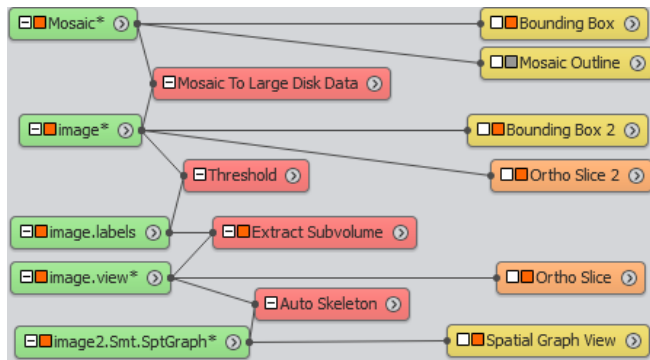 Mosaic*
Bounding Box
Mosaic Outline
Mosaic To Large Disk Data
image*
Bounding Box 2
Threshold
Ortho Slice 2
image.labels
Extract Subvolume
image.view*
Ortho Slice
Auto Skeleton
image2.Smt.SptGraph*
Spatial Graph View